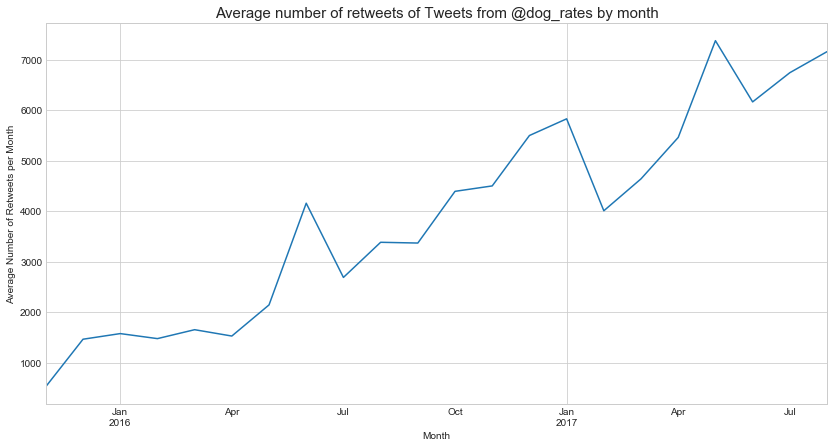 Average number of retweets of Tweets from @dog_rates by month
Average Number of Retweets per Month
7000
6000
5000
4000
3000
2000
1000
Jan Apr Jul Oct Jan Apr Jul
2016 2017
Month